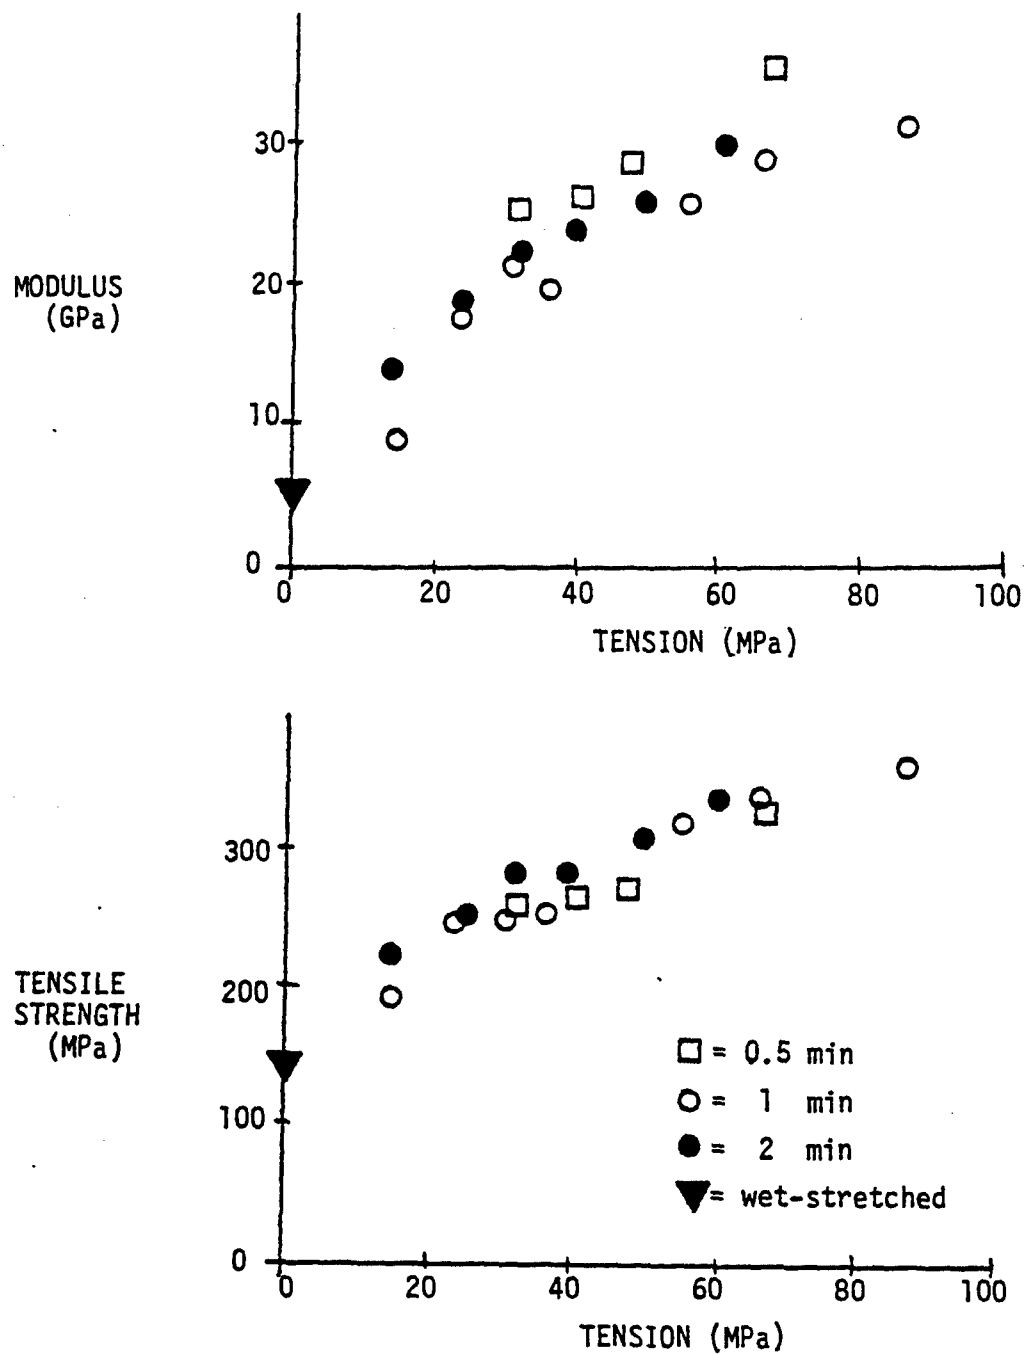 30
20
10
0
MODULUS
(GPa)
0 20 40 60 80 100
TENSION (MPa)
300
200
100
0
TENSILE
STRENGTH
(MPa)
□ = 0.5 min
○ = 1 min
● = 2 min
▼ = wet-stretched
0 20 40 60 80 100
TENSION (MPa)